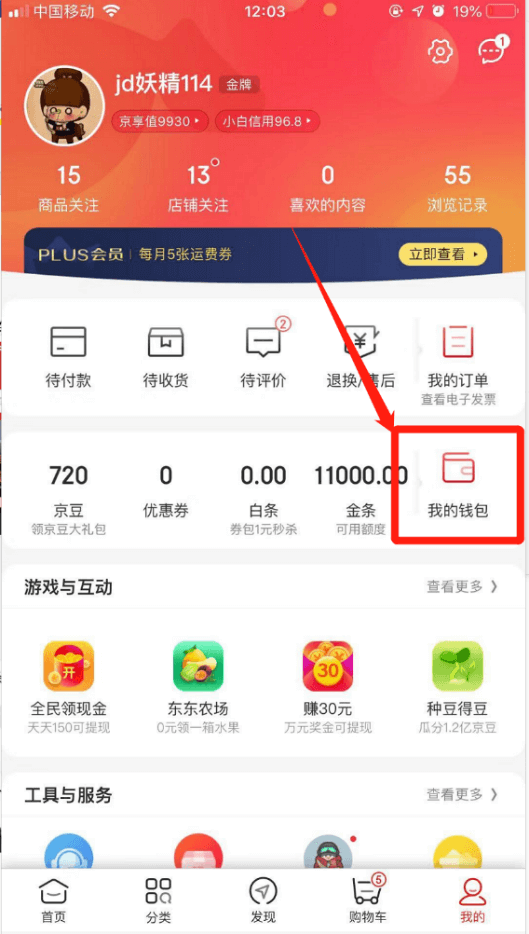 中国移动 12:03 19%
1
jd妖精114 金牌
京享值9930 小白信用96.8
15 13 0 55
商品关注 店铺关注 喜欢的内容 浏览记录
PLUS会员 每月5张运费券 立即查看
2
待付款 待收货 待评价 退换/售后 我的订单
查看电子发票
720 0 0.00 11000.00
京豆 优惠券 白条 金条 我的钱包
领京豆大礼包 券包1元秒杀 可用额度
游戏与互动 查看更多
开 30
全民领现金 东东农场 赚30元 种豆得豆
天天150可提现 0元领一箱水果 万元奖金可提现 瓜分1.2亿京豆
工具与服务 查看更多
5
首页 分类 发现 购物车 我的